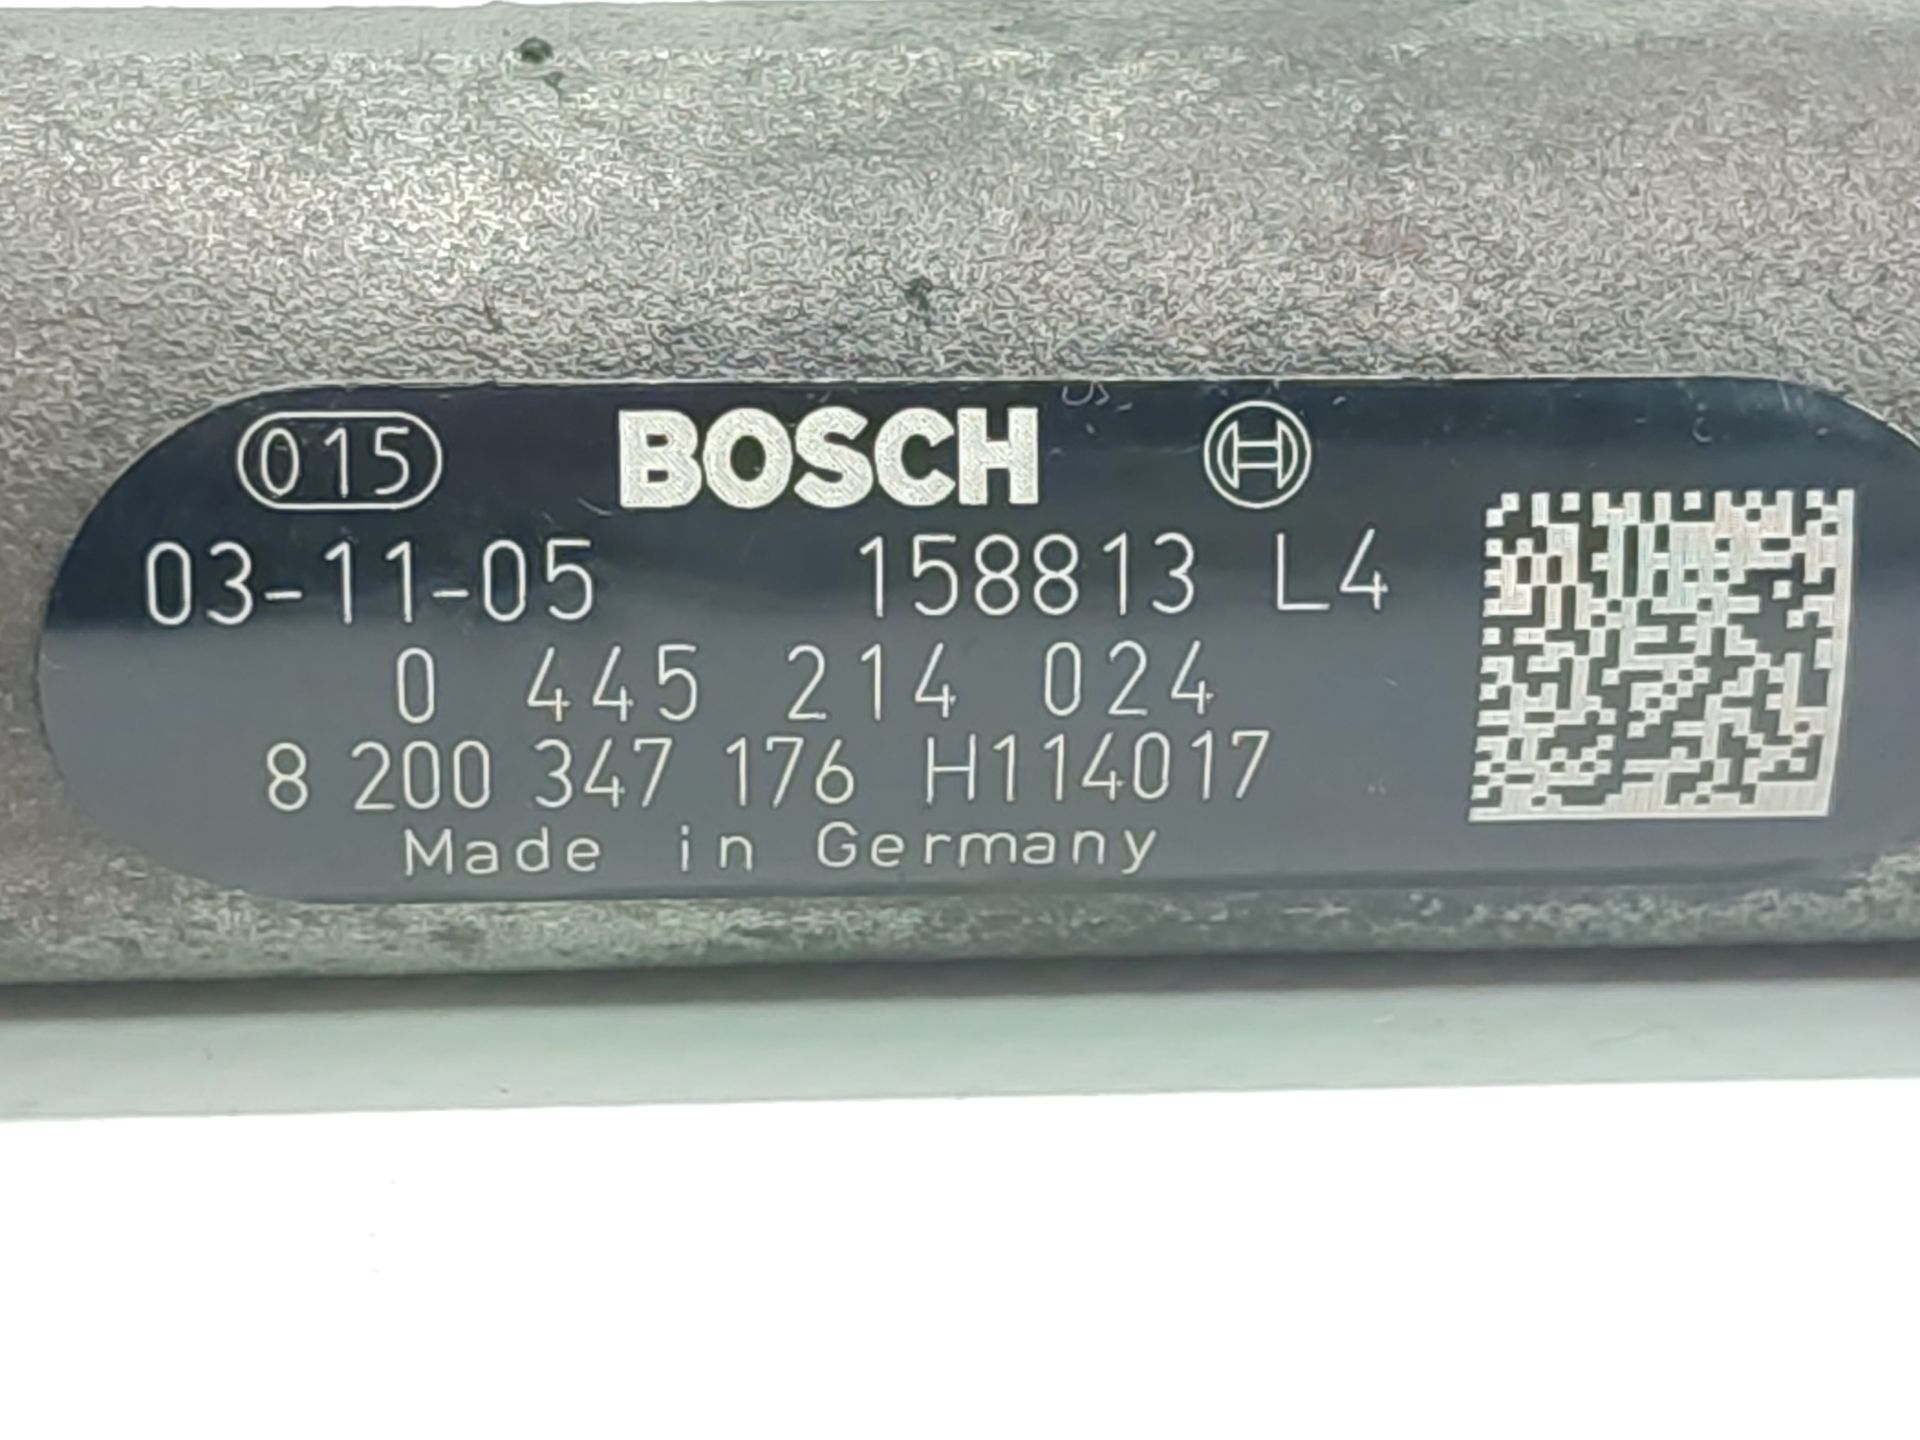 015 BOSCH
03-11-05 158813 L4
0 445 214 024
8 200 347 176 H114017
Made in Germany